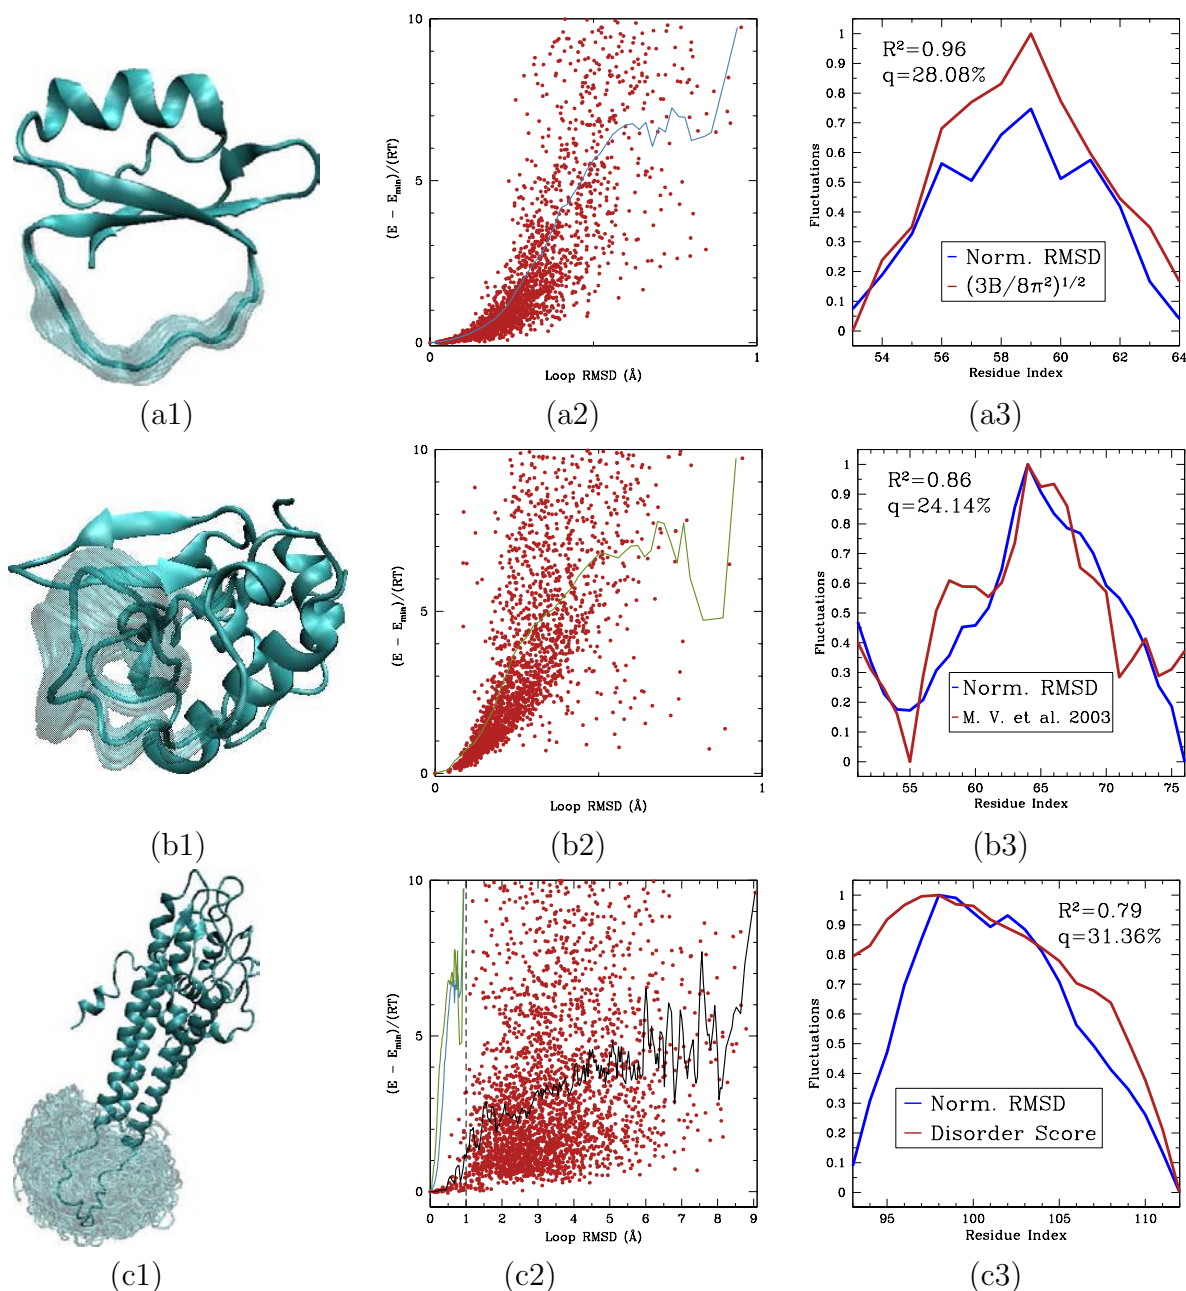 10
5
0
(E - Eₘᵢₙ)/(RT)
0
1
Loop RMSD (Å)
1
0.9
0.8
0.7
0.6
0.5
0.4
0.3
0.2
0.1
0
Fluctuations
R²=0.96
q=28.08%
Norm. RMSD
(3B/8π²)¹/²
54
56
58
60
62
64
Residue Index
(a1)
(a2)
(a3)
10
5
0
(E - Eₘᵢₙ)/(RT)
0
1
Loop RMSD (Å)
1
0.9
0.8
0.7
0.6
0.5
0.4
0.3
0.2
0.1
0
Fluctuations
R²=0.86
q=24.14%
Norm. RMSD
M. V. et al. 2003
55
60
65
70
75
Residue Index
(b1)
(b2)
(b3)
10
5
0
(E - Eₘᵢₙ)/(RT)
0 1 2 3 4 5 6 7 8 9
Loop RMSD (Å)
1
0.9
0.8
0.7
0.6
0.5
0.4
0.3
0.2
0.1
0
Fluctuations
R²=0.79
q=31.36%
Norm. RMSD
Disorder Score
95
100
105
110
Residue Index
(c1)
(c2)
(c3)